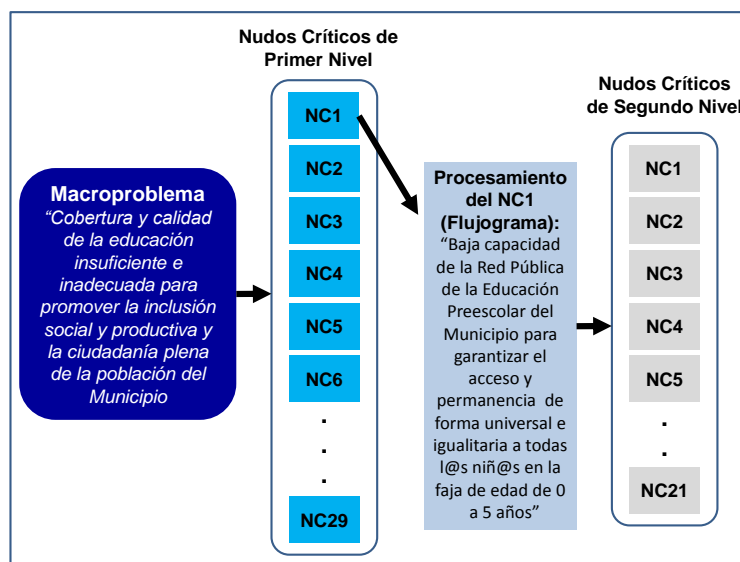 Nudos Críticos de
Primer Nivel
NC1
NC2
NC3
NC4
NC5
NC6
.
.
.
NC29
Macroproblema
“Cobertura y calidad
de la educación
insuficiente e
inadecuada para
promover la inclusión
social y productiva y
la ciudadanía plena
de la población del
Municipio
Procesamiento
del NC1
(Flujograma):
“Baja capacidad
de la Red Pública
de la Educación
Preescolar del
Municipio para
garantizar el
acceso y
permanencia de
forma universal e
igualitaria a todas
l@s niñ@s en la
faja de edad de 0
a 5 años”
Nudos Críticos
de Segundo Nivel
NC1
NC2
NC3
NC4
NC5
.
.
NC21